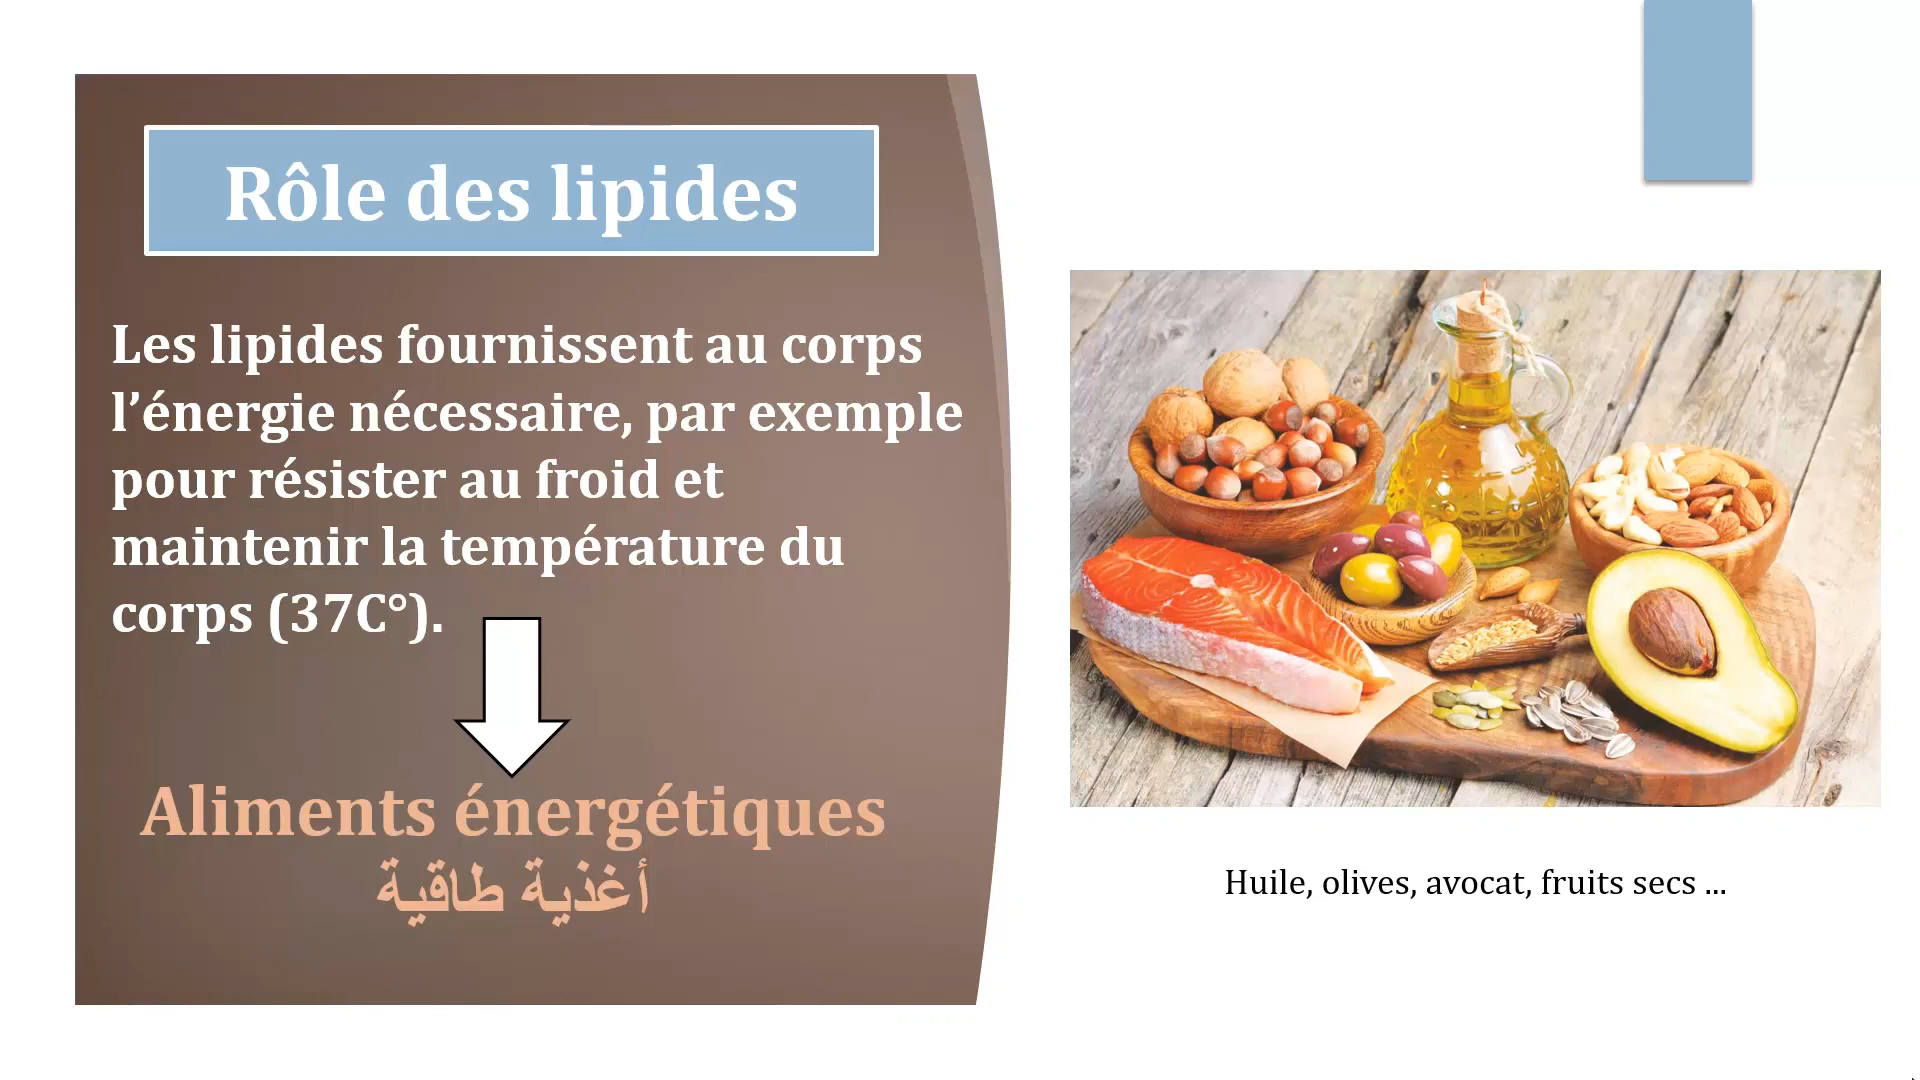 Rôle des lipides
Les lipides fournissent au corps
l’énergie nécessaire, par exemple
pour résister au froid et
maintenir la température du
corps (37C°).
Aliments énergétiques
أغذية طاقية
Huile, olives, avocat, fruits secs ...